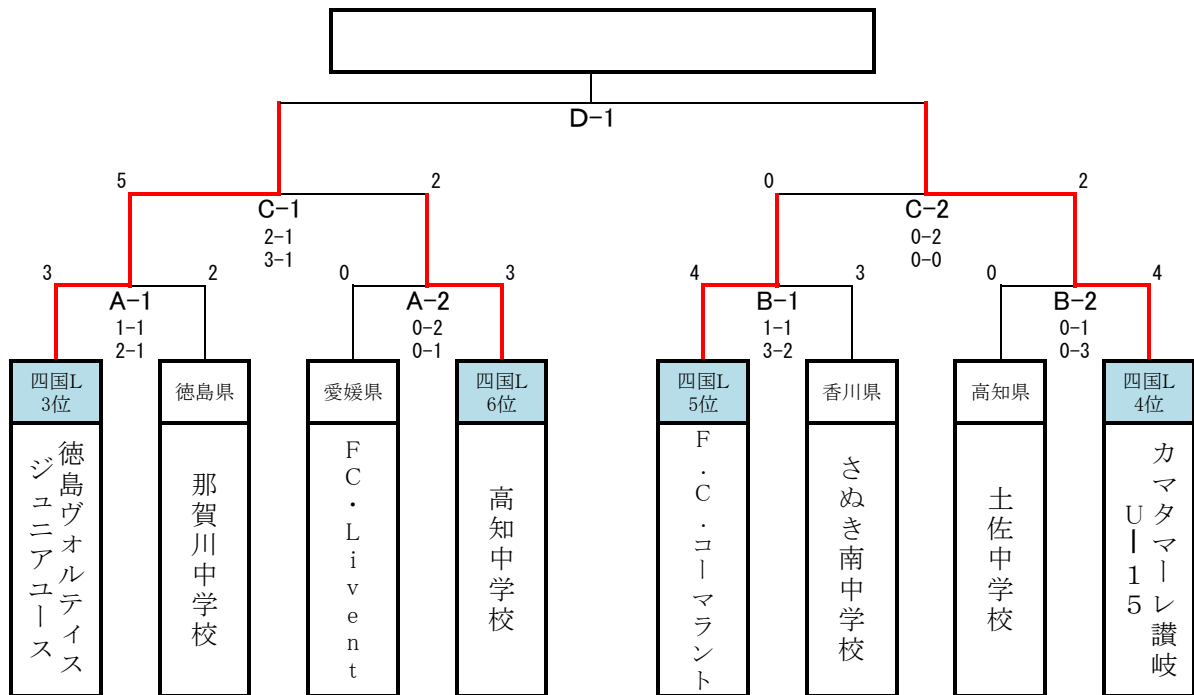 D-1
5
2
0
2
C-1
2-1
3-1
C-2
0-2
0-0
3
2
0
3
4
3
0
4
A-1
1-1
2-1
A-2
0-2
0-1
B-1
1-1
3-2
B-2
0-1
0-3
四国L
3位
徳島県
愛媛県
四国L
6位
四国L
5位
香川県
高知県
四国L
4位
徳島ヴォルティス
ジュニアユース
那賀川中学校
FC・Livent
高知中学校
F.C.コーマラント
さぬき南中学校
土佐中学校
カマタマーレ讃岐
U－15